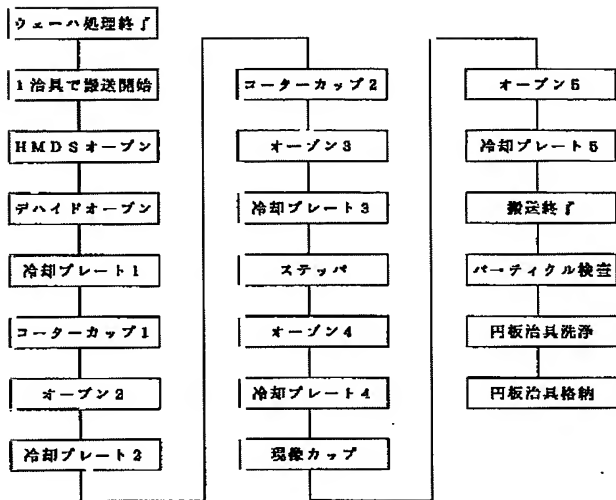 ウェーハ処理終了
1治具で搬送開始
HMDSオーブン
デハイドオーブン
冷却プレート1
コーターカップ1
オーブン2
冷却プレート2
コーターカップ2
オーブン3
冷却プレート3
ステッパ
オーブン4
冷却プレート4
現像カップ
オーブン5
冷却プレート5
搬送終了
パーティクル検査
円板治具洗浄
円板治具格納